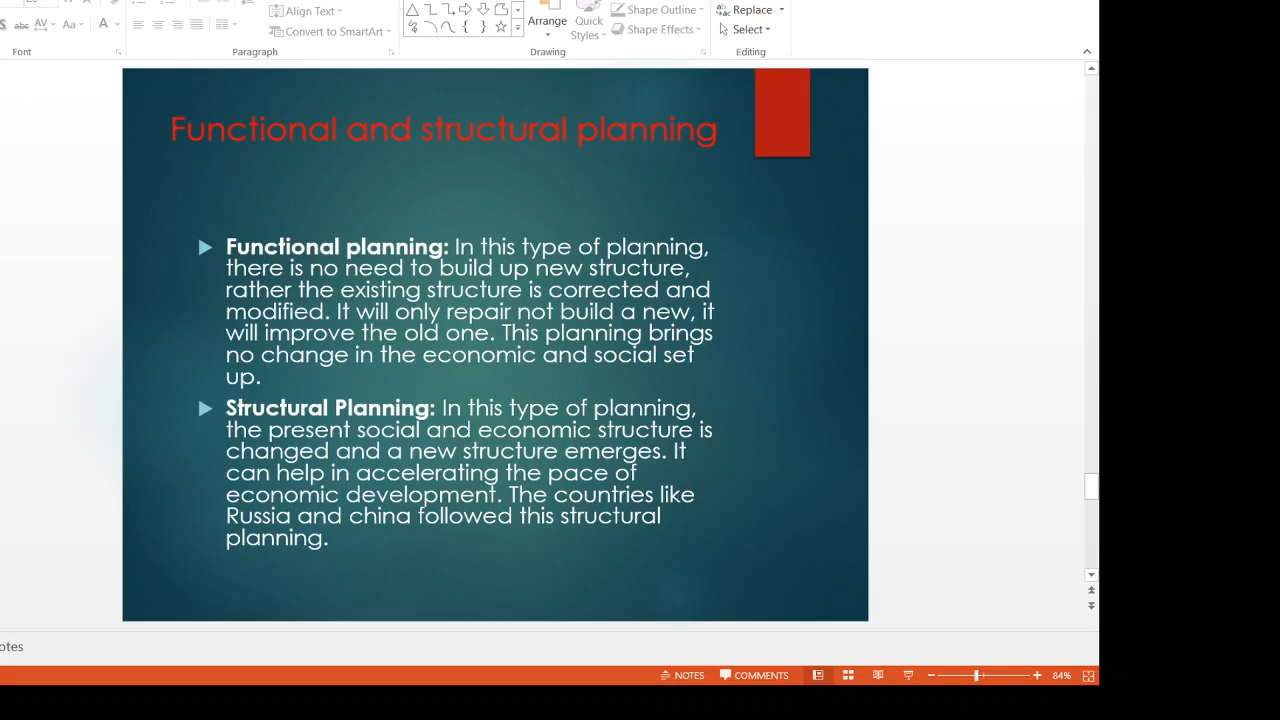 Align Text
Replace
Shape Outline
Arrange
Quick
Styles
Select
abc
AV
Aa
A
Convert to SmartArt
Shape Effects
Font
Paragraph
Drawing
Editing
Functional and structural planning
Functional planning: In this type of planning,
there is no need to build up new structure,
rather the existing structure is corrected and
modified. It will only repair not build a new, it
will improve the old one. This planning brings
no change in the economic and social set
up.
Structural Planning: In this type of planning,
the present social and economic structure is
changed and a new structure emerges. It
can help in accelerating the pace of
economic development. The countries like
Russia and china followed this structural
planning.
otes
NOTES
COMMENTS
84%